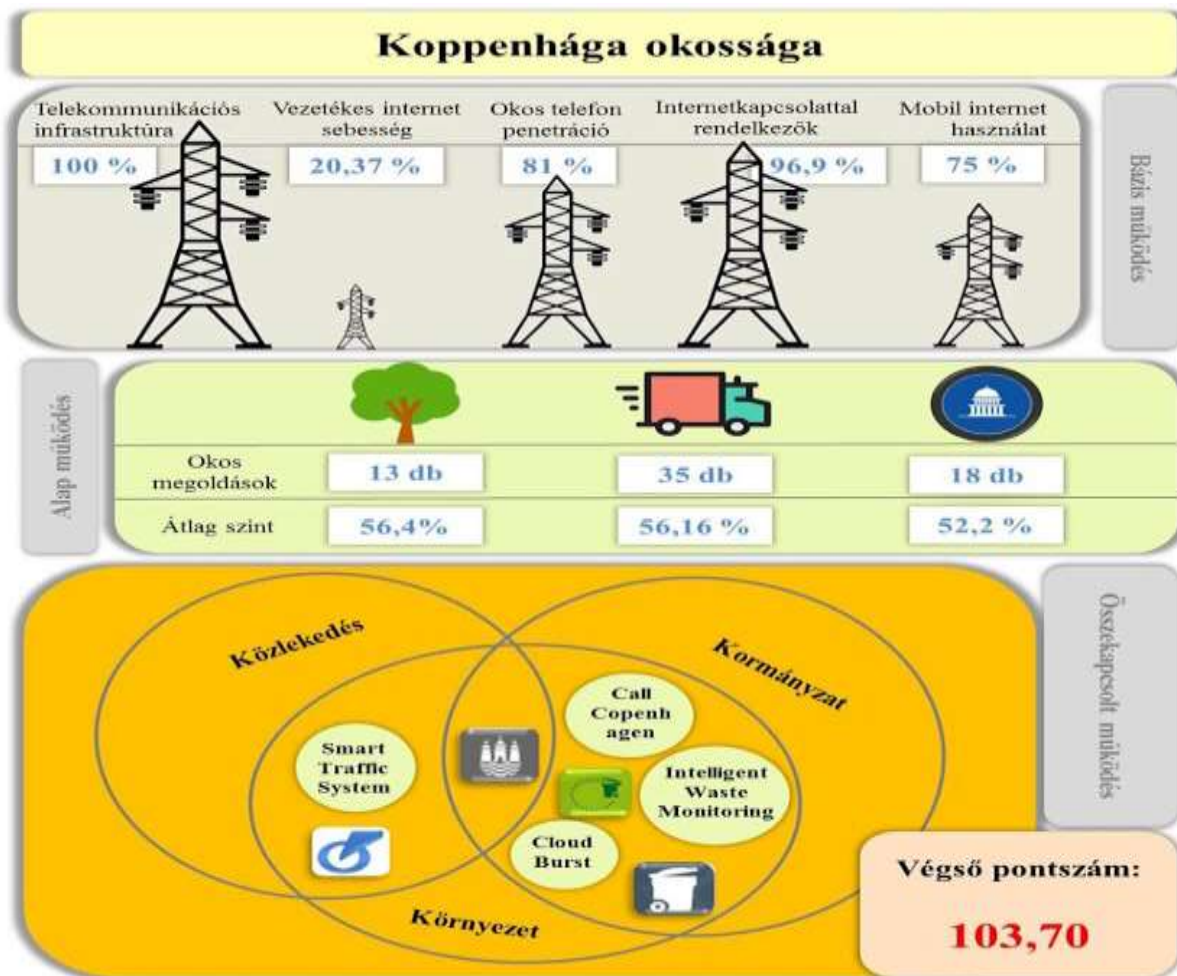 Koppenhága okossága
Telekommunikációs
infrastruktúra
100 %
Vezetékes internet
sebesség
20,37 %
Okos telefon
penetráció
81 %
Internetkapcsolattal
rendelkezők
96,9 %
Mobil internet
használat
75 %
Bázis működés
Alap működés
Okos
megoldások
13 db
35 db
18 db
Átlag szint
56,4%
56,16 %
52,2 %
Összekapcsolt működés
Közlekedés
Kormányzat
Call
Copenh
agen
Smart
Traffic
System
Intelligent
Waste
Monitoring
Cloud
Burst
Környezet
Végső pontszám:
103,70